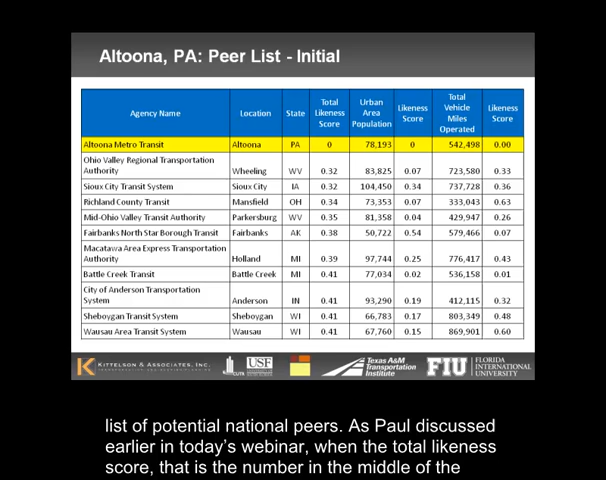 Altoona, PA: Peer List - Initial
Agency Name Location State Total Likeness Score Urban Area Population Likeness Score Total Vehicle Miles Operated Likeness Score
Altoona Metro Transit Altoona PA 0 78,193 0 542,498 0.00
Ohio Valley Regional Transportation Authority Wheeling WV 0.32 83,825 0.07 723,580 0.33
Sioux City Transit System Sioux City IA 0.32 104,450 0.34 737,728 0.36
Richland County Transit Mansfield OH 0.34 73,353 0.07 333,043 0.63
Mid-Ohio Valley Transit Authority Parkersburg WV 0.35 81,358 0.04 429,947 0.26
Fairbanks North Star Borough Transit Fairbanks AK 0.38 50,722 0.54 579,466 0.07
Macatawa Area Express Transportation Authority Holland MI 0.39 97,744 0.25 776,417 0.43
Battle Creek Transit Battle Creek MI 0.41 77,034 0.02 536,158 0.01
City of Anderson Transportation System Anderson IN 0.41 93,290 0.19 412,115 0.32
Sheboygan Transit System Sheboygan WI 0.41 66,783 0.17 803,349 0.48
Wausau Area Transit System Wausau WI 0.41 67,760 0.15 869,901 0.60
KITTELSON & ASSOCIATES, INC.
CUTR
USF
Texas A&M Transportation Institute
FIU FLORIDA INTERNATIONAL UNIVERSITY
list of potential national peers. As Paul discussed
earlier in today's webinar, when the total likeness
score, that is the number in the middle of the